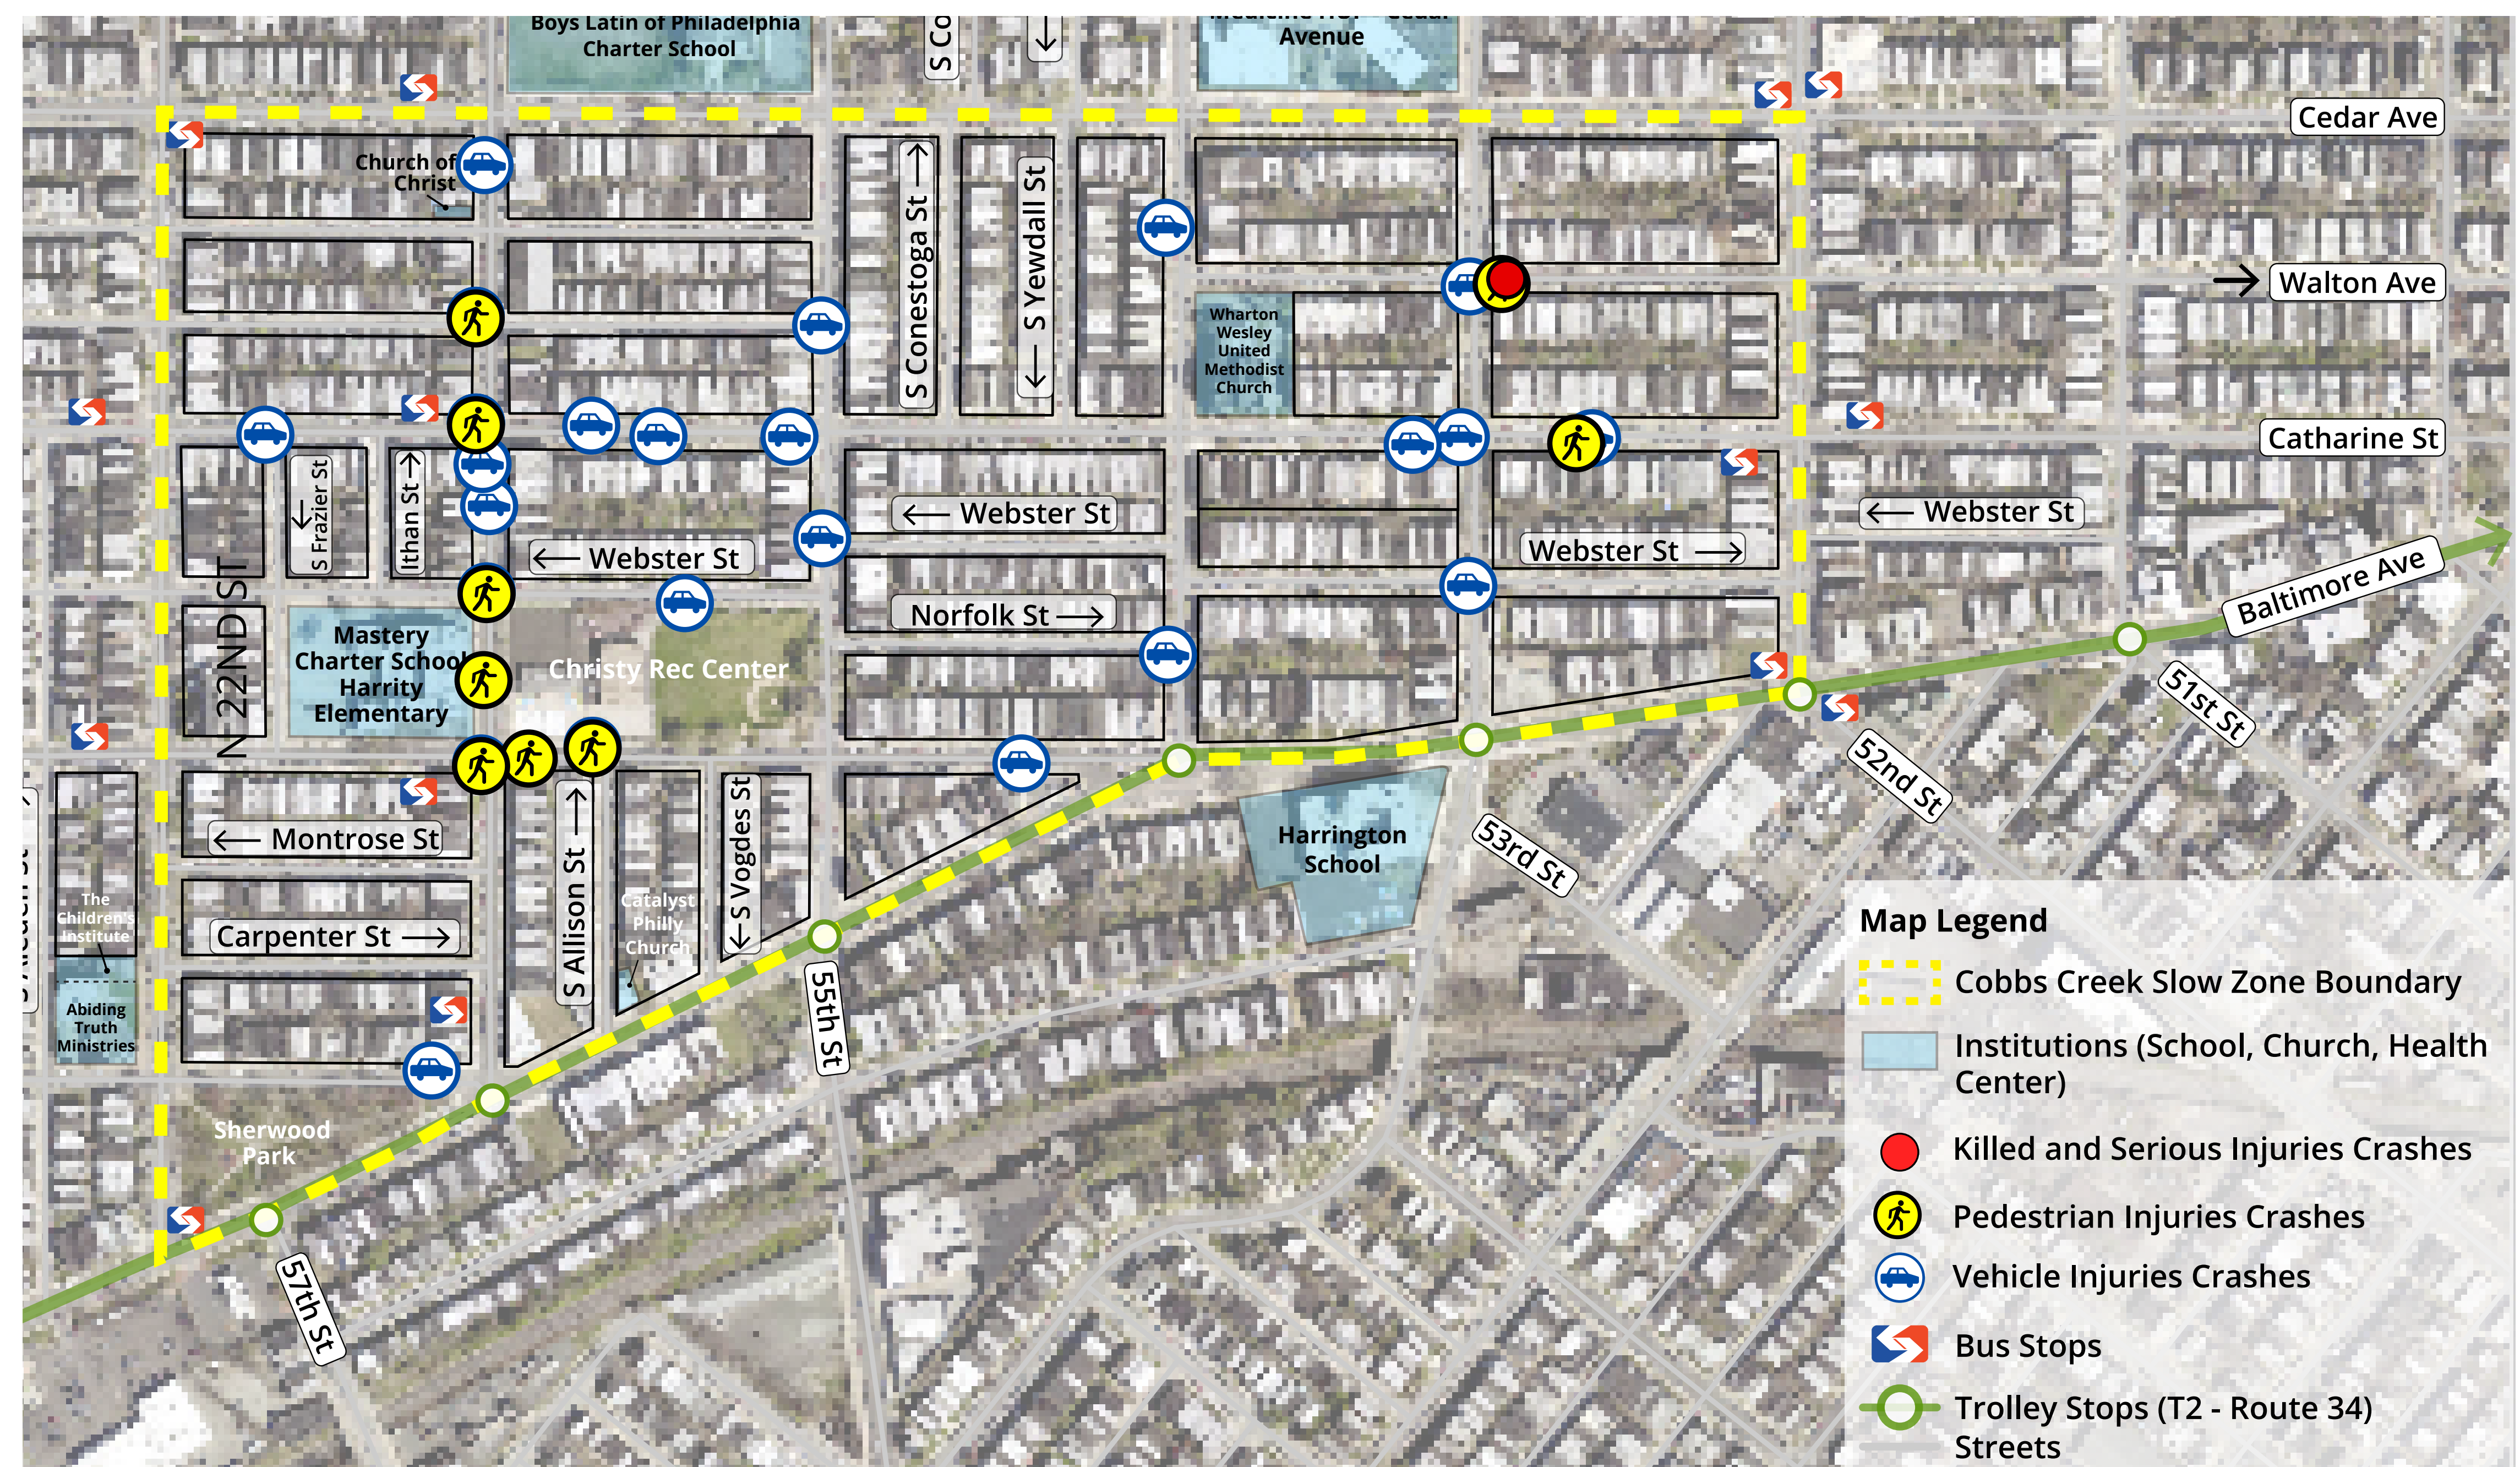 Boys Latin of Philadelphia
Charter School
S Co
Avenue
Cedar Ave
Church of
Christ
S Conestoga St
S Yewdall St
Walton Ave
Wharton
Wesley
United
Methodist
Church
Catharine St
S Frazier St
Ithan St
Webster St
Webster St
Webster St
Webster St
Baltimore Ave
N 22ND ST
Norfolk St
Mastery
Charter School
Harrity
Elementary
Christy Rec Center
51st St
52nd St
53rd St
Montrose St
S Allison St
S Vogdes St
Harrington
School
Catalyst
Philly
Church
The
Children's
Institute
Carpenter St
Abiding
Truth
Ministries
55th St
Sherwood
Park
57th St
Map Legend
Cobbs Creek Slow Zone Boundary
Institutions (School, Church, Health
Center)
Killed and Serious Injuries Crashes
Pedestrian Injuries Crashes
Vehicle Injuries Crashes
Bus Stops
Trolley Stops (T2 - Route 34)
Streets